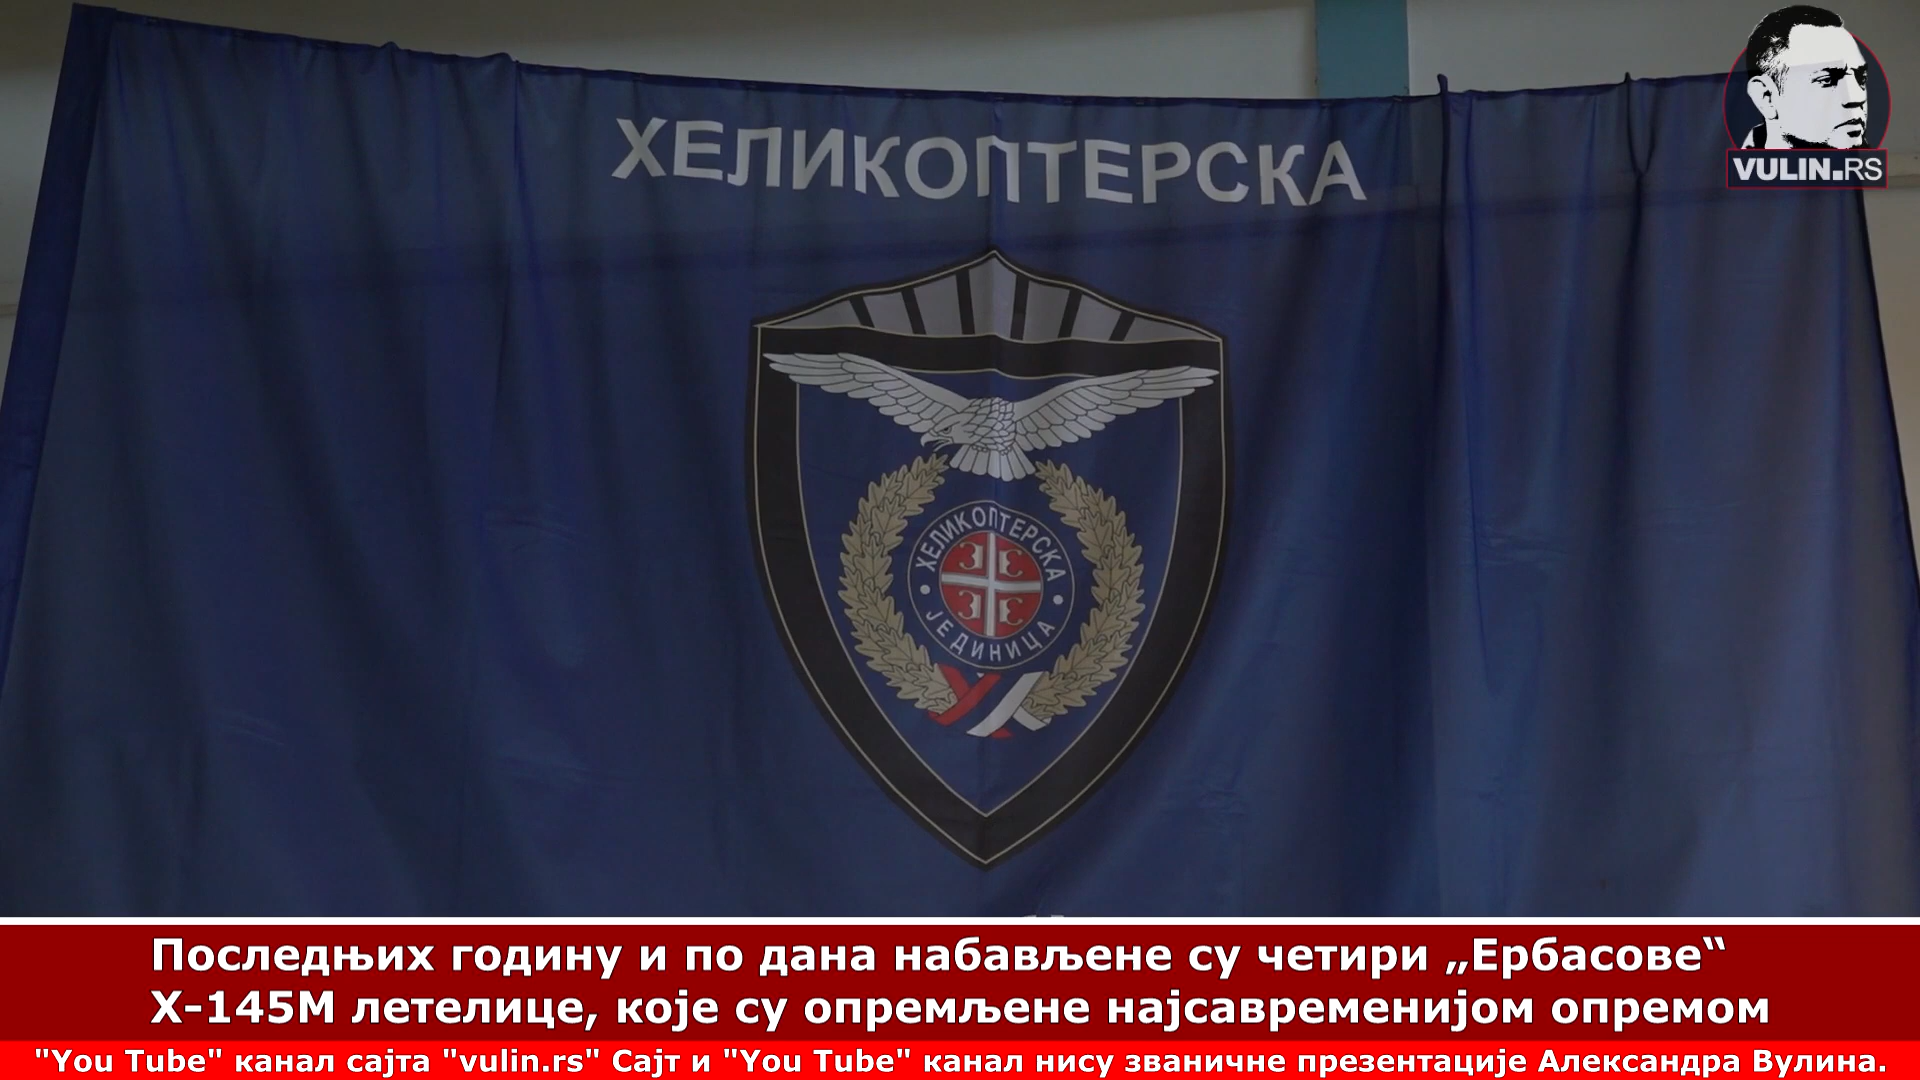 ХЕЛИКОПТЕРСКА
VULIN.RS
ХЕЛИКОПТЕРСКА
ЈЕДИНИЦА
Последњих годину и по дана набављене су четири „Ербасове“
Х-145М летелице, које су опремљене најсавременијом опремом
"You Tube" канал сајта "vulin.rs" Сајт и "You Tube" канал нису званичне презентације Александра Вулина.